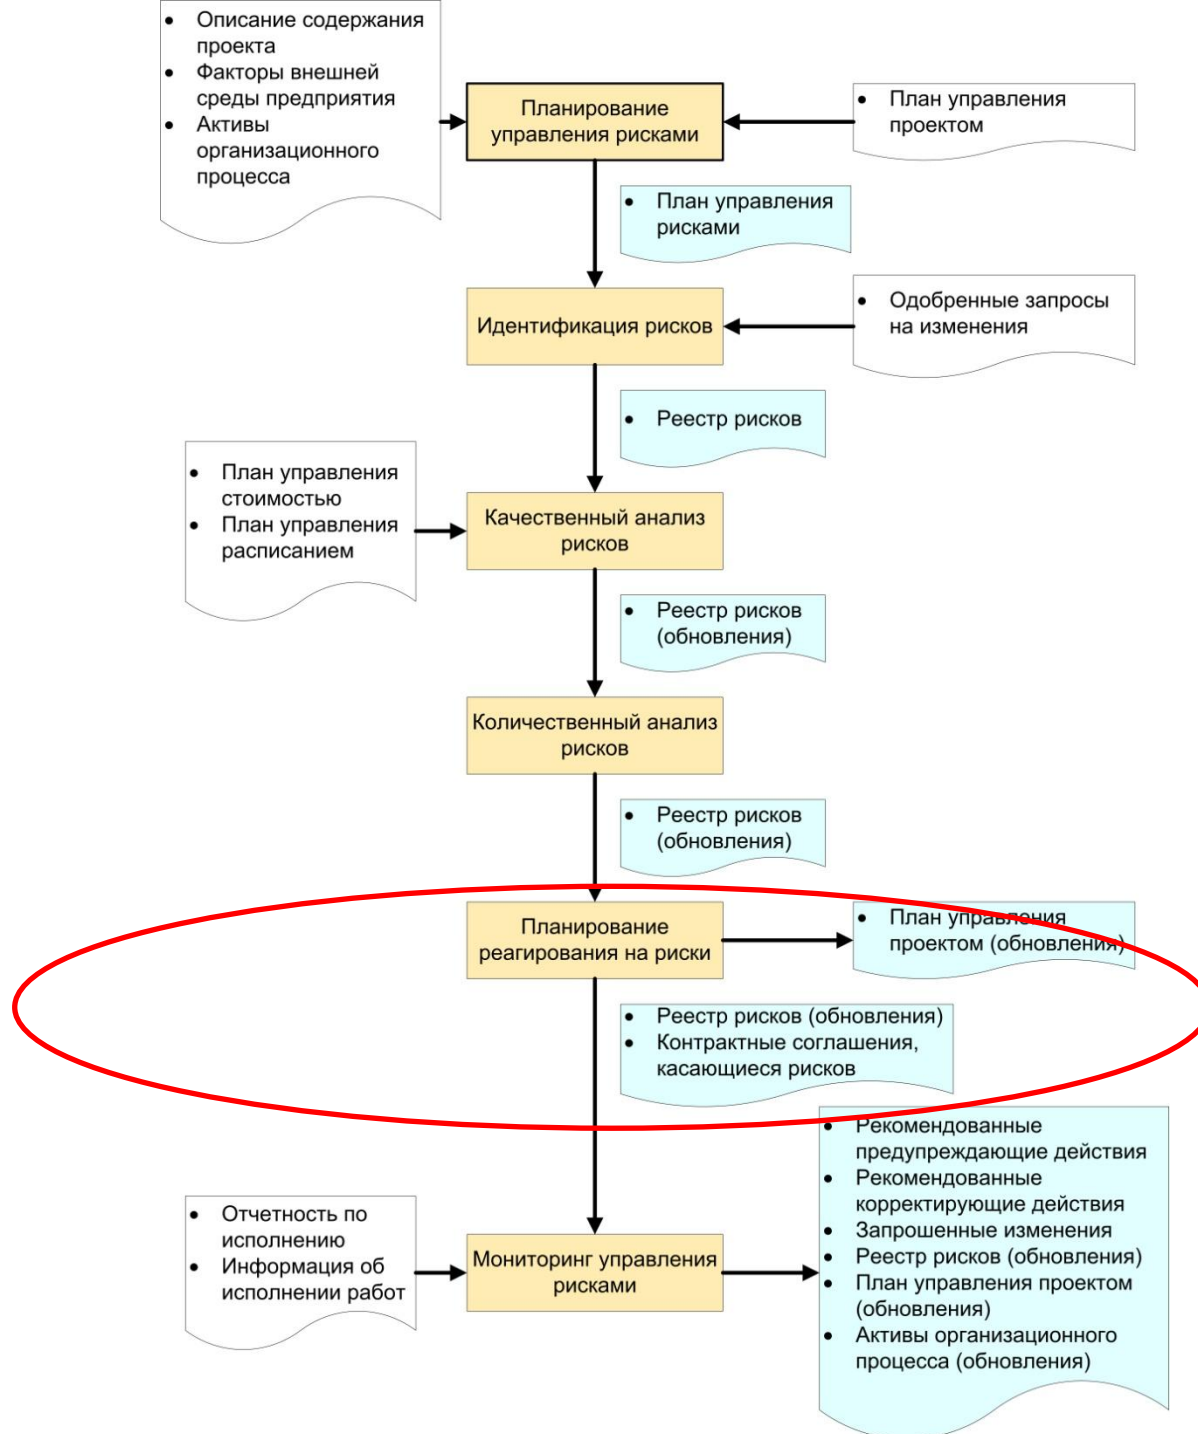 • Описание содержания
проекта
• Факторы внешней
среды предприятия
• Активы
организационного
процесса
Планирование
управления рисками
• План управления
проектом
• План управления
рисками
Идентификация рисков
• Одобренные запросы
на изменения
• Реестр рисков
• План управления
стоимостью
• План управления
расписанием
Качественный анализ
рисков
• Реестр рисков
(обновления)
Количественный анализ
рисков
• Реестр рисков
(обновления)
Планирование
реагирования на риски
• План управления
проектом (обновления)
• Реестр рисков (обновления)
• Контрактные соглашения,
касающиеся рисков
• Отчетность по
исполнению
• Информация об
исполнении работ
Мониторинг управления
рисками
• Рекомендованные
предупреждающие действия
• Рекомендованные
корректирующие действия
• Запрошенные изменения
• Реестр рисков (обновления)
• План управления проектом
(обновления)
• Активы организационного
процесса (обновления)